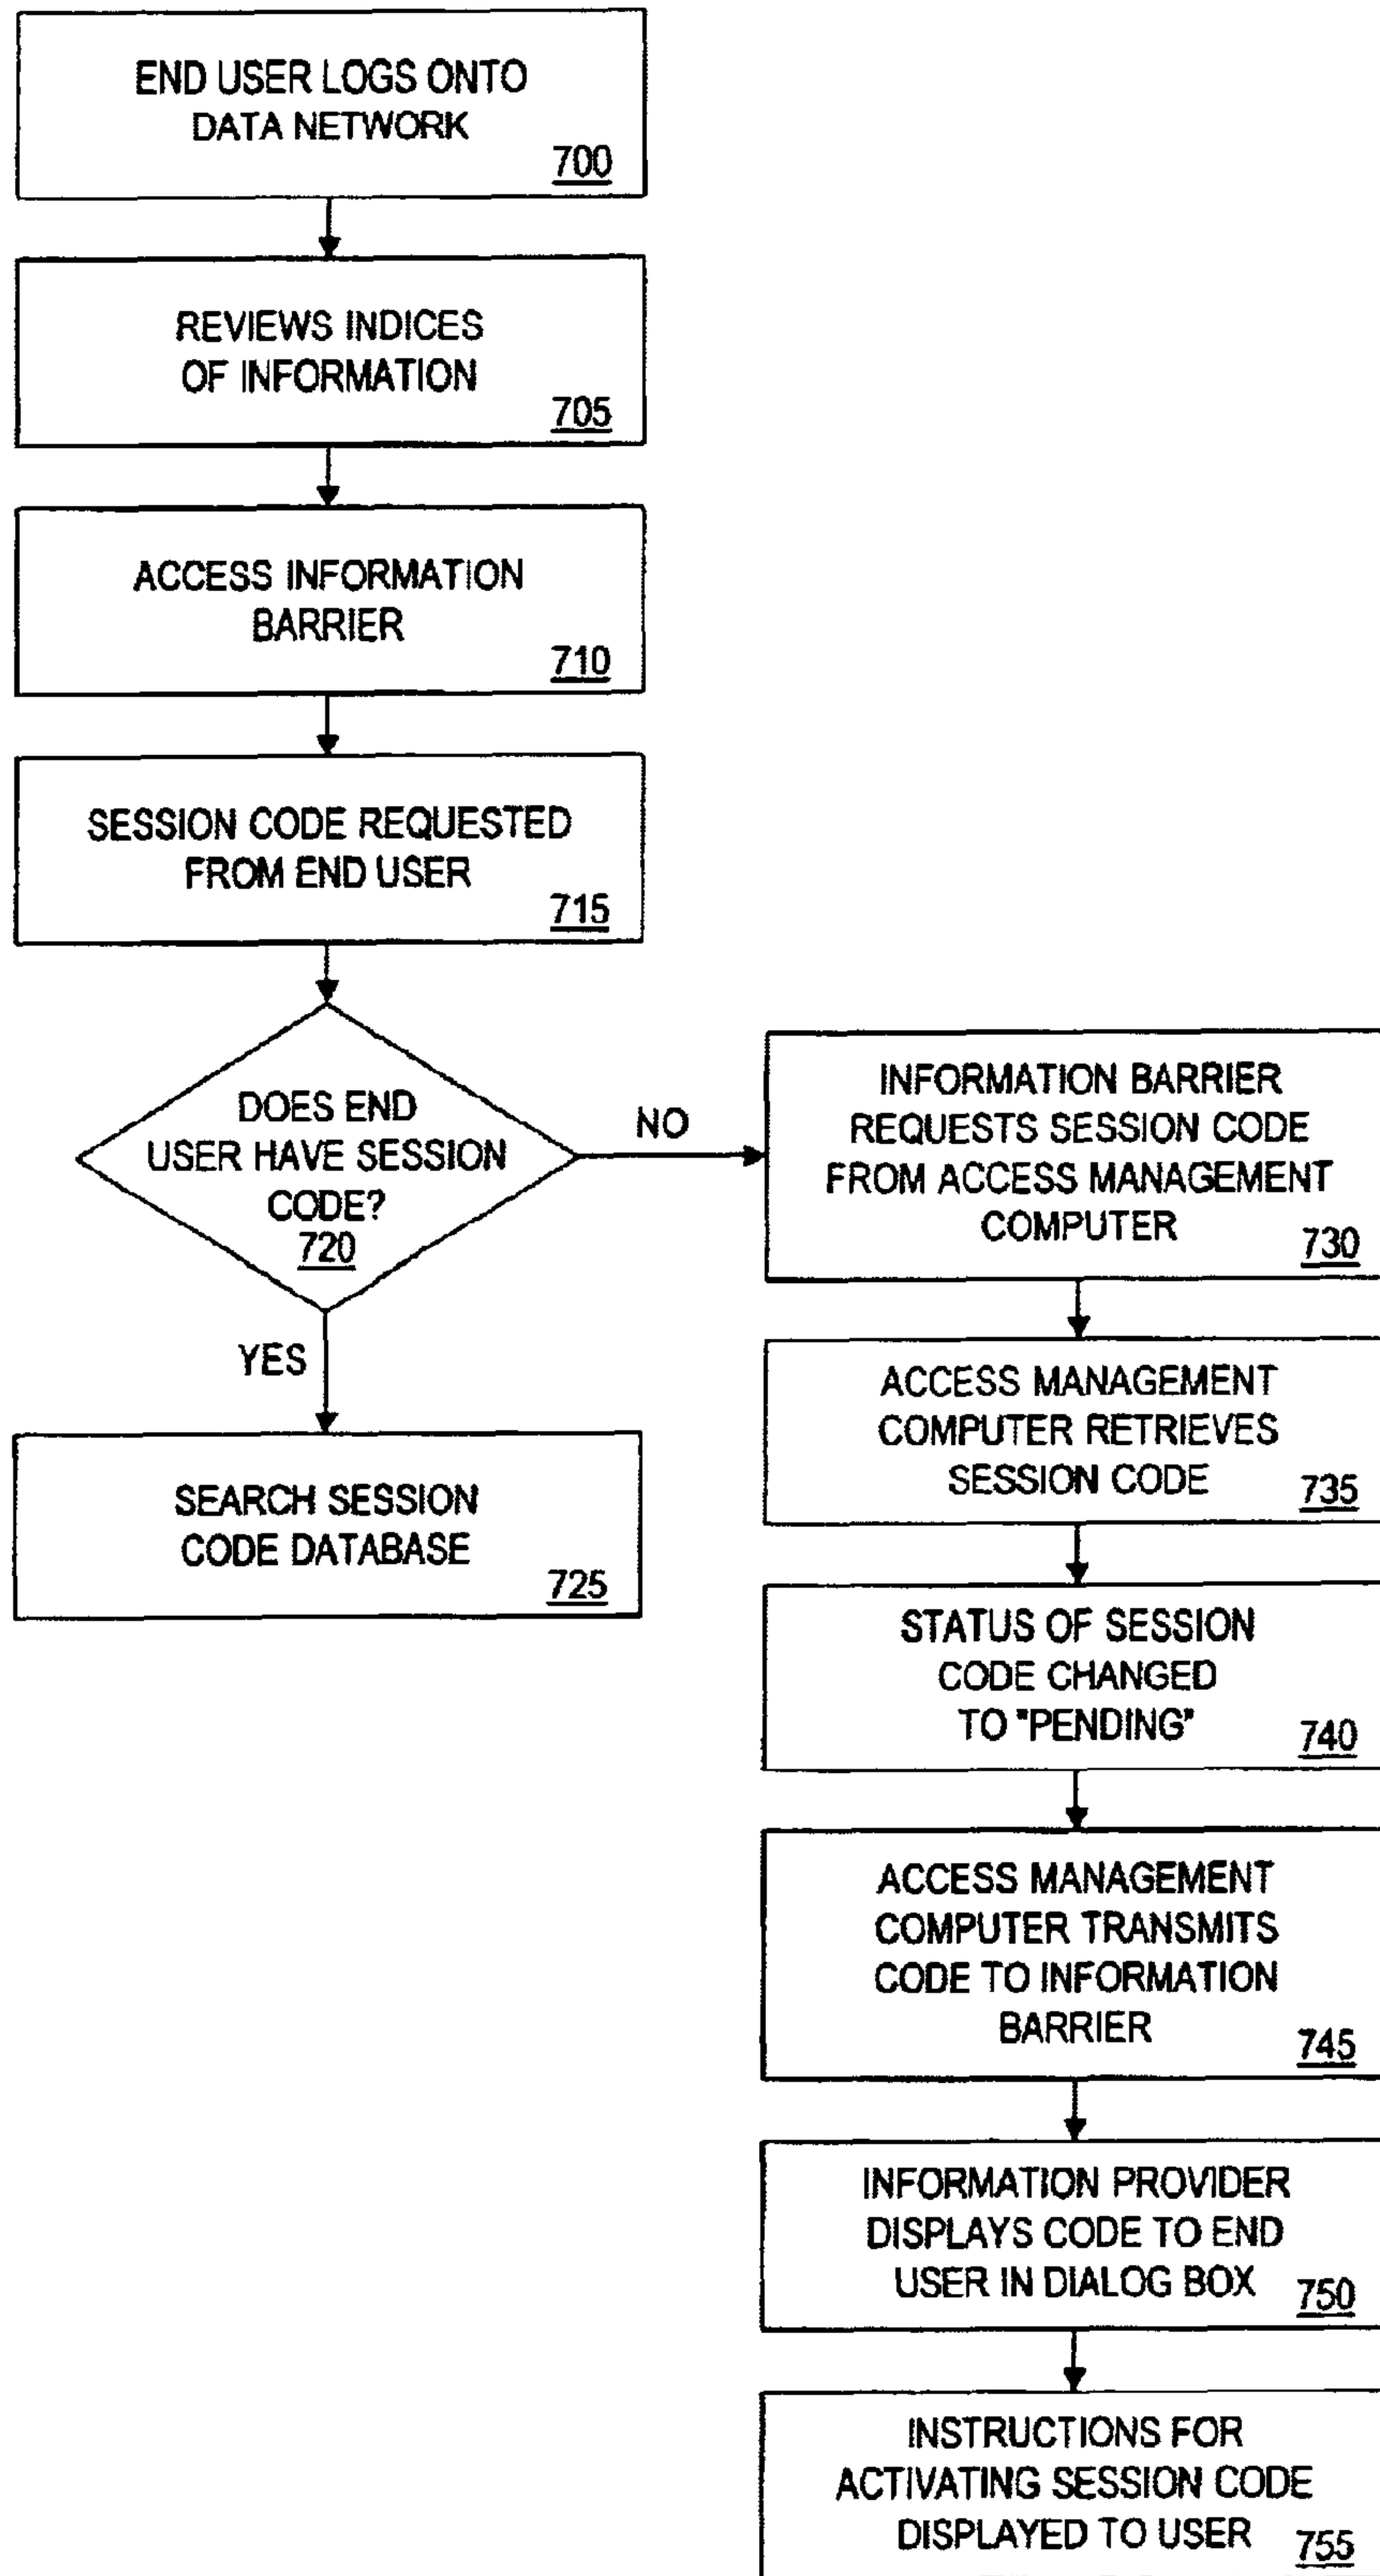 END USER LOGS ONTO
DATA NETWORK
700
REVIEWS INDICES
OF INFORMATION
705
ACCESS INFORMATION
BARRIER
710
SESSION CODE REQUESTED
FROM END USER
715
DOES END
USER HAVE SESSION
CODE?
720
NO
YES
SEARCH SESSION
CODE DATABASE
725
INFORMATION BARRIER
REQUESTS SESSION CODE
FROM ACCESS MANAGEMENT
COMPUTER
730
ACCESS MANAGEMENT
COMPUTER RETRIEVES
SESSION CODE
735
STATUS OF SESSION
CODE CHANGED
TO "PENDING"
740
ACCESS MANAGEMENT
COMPUTER TRANSMITS
CODE TO INFORMATION
BARRIER
745
INFORMATION PROVIDER
DISPLAYS CODE TO END
USER IN DIALOG BOX
750
INSTRUCTIONS FOR
ACTIVATING SESSION CODE
DISPLAYED TO USER
755